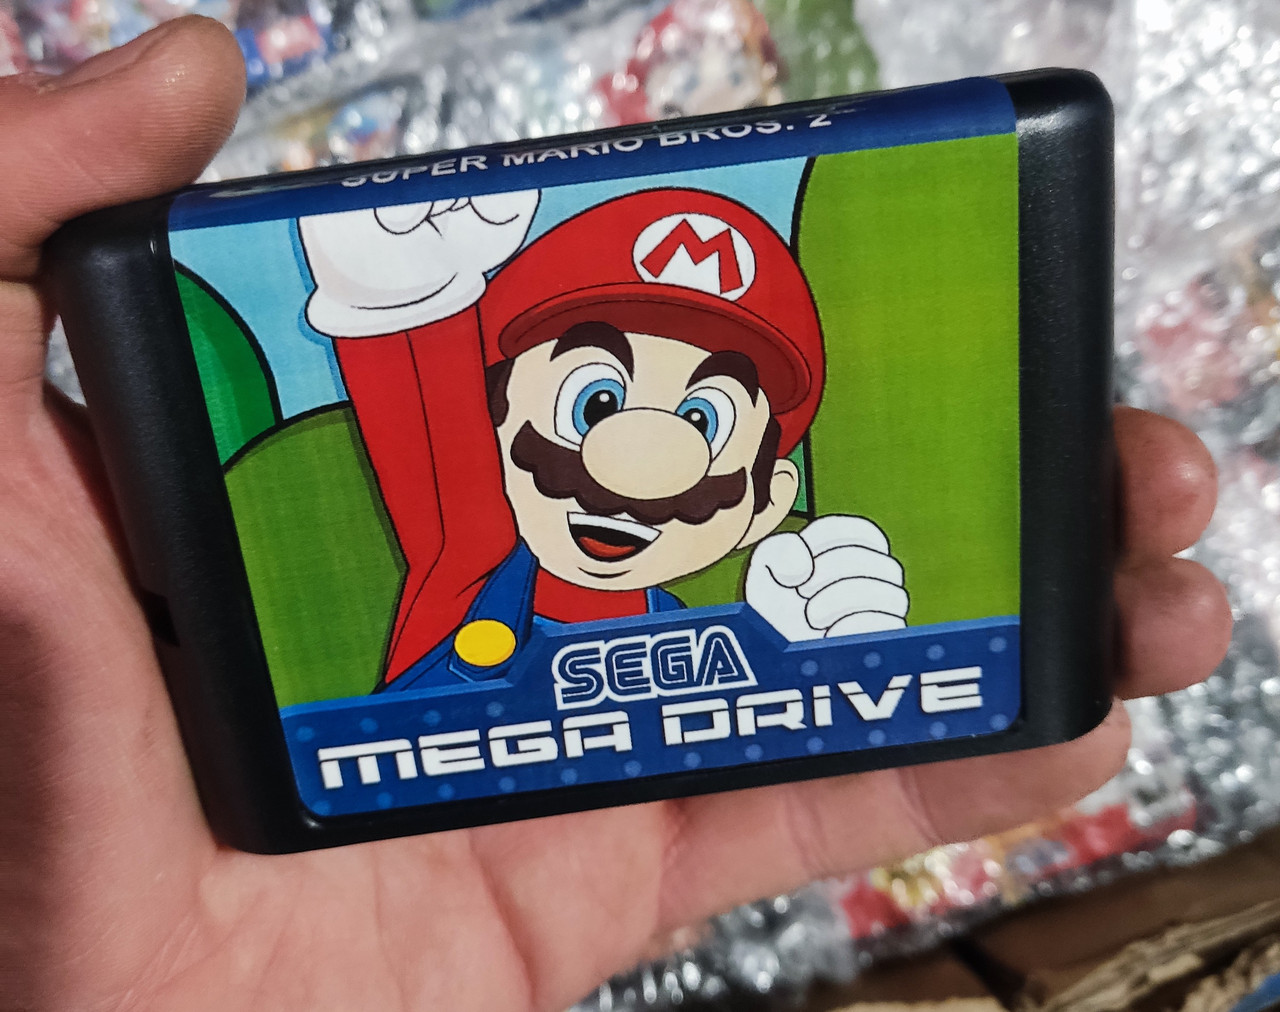 SUPER MARIO BROS. 2
M
SEGA
MEGA DRIVE